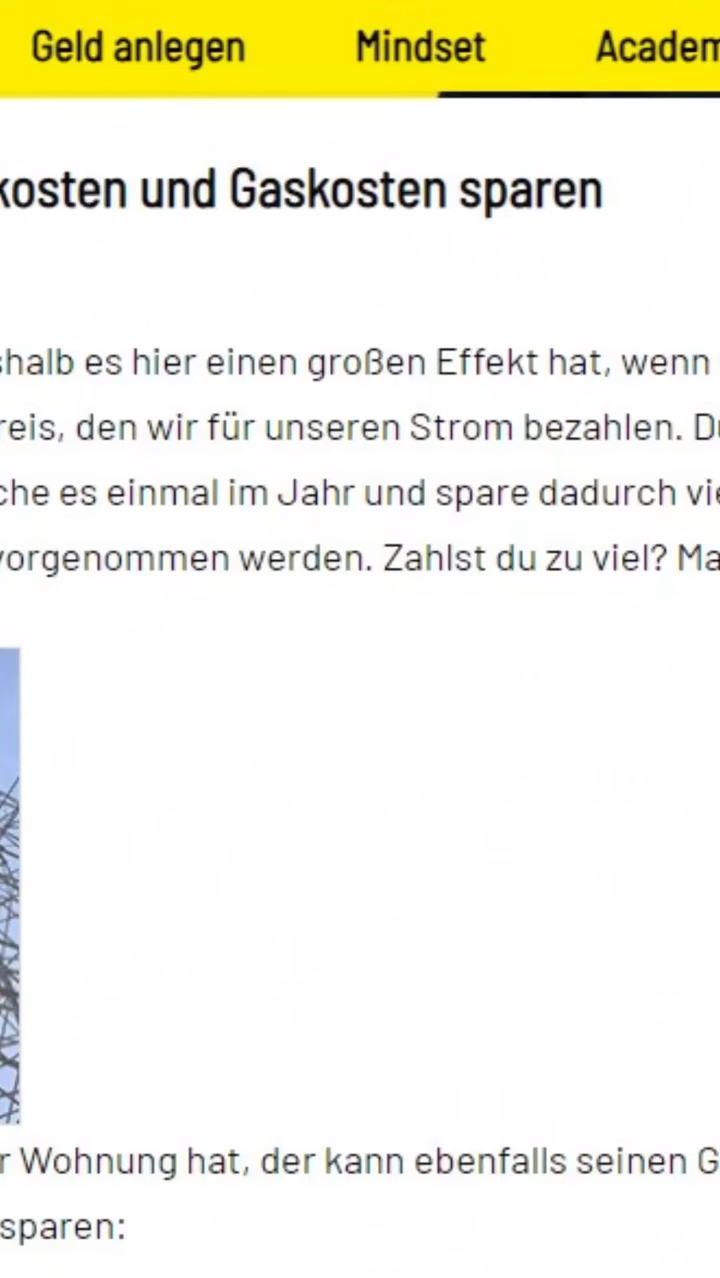 Geld anlegen Mindset Academ
kosten und Gaskosten sparen
shalb es hier einen großen Effekt hat, wenn
reis, den wir für unseren Strom bezahlen. Du
che es einmal im Jahr und spare dadurch vie
vorgenommen werden. Zahlst du zu viel? Ma
r Wohnung hat, der kann ebenfalls seinen G
sparen: